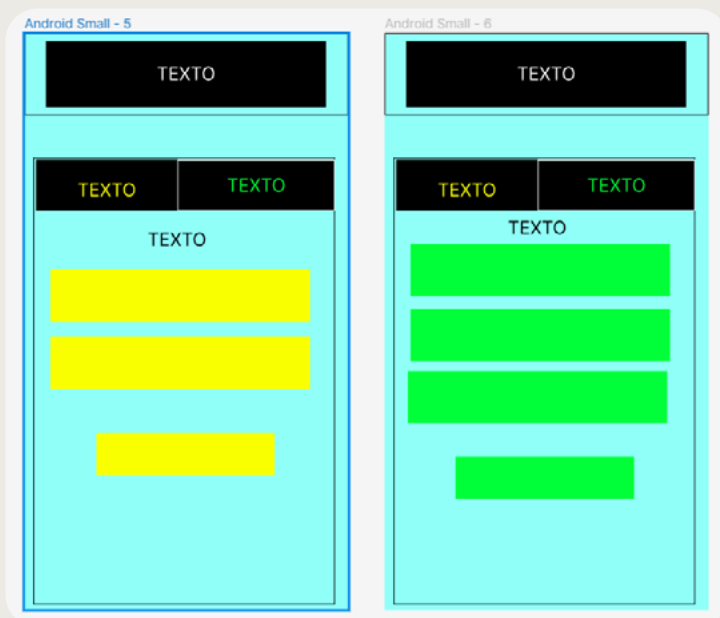 Android Small - 5
TEXTO
TEXTO TEXTO
TEXTO
Android Small - 6
TEXTO
TEXTO TEXTO
TEXTO